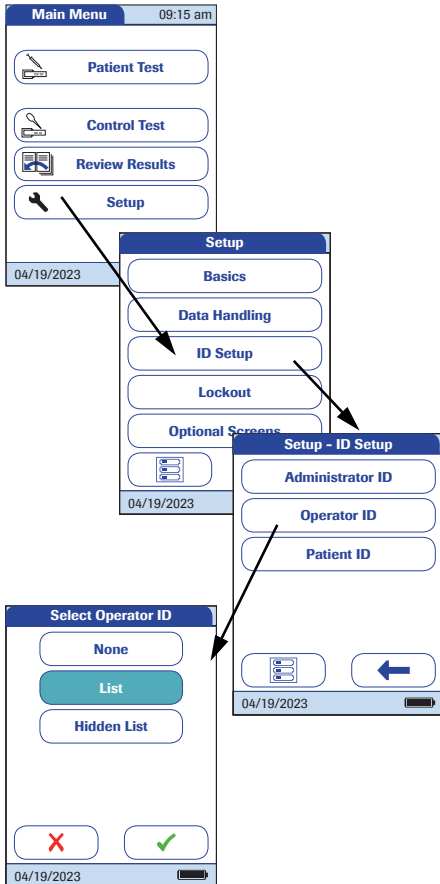 Main Menu
09:15 am
Patient Test
Control Test
Review Results
Setup
04/19/2023
Setup
Basics
Data Handling
ID Setup
Lockout
Optional Screens
04/19/2023
Setup - ID Setup
Administrator ID
Operator ID
Patient ID
04/19/2023
Select Operator ID
None
List
Hidden List
04/19/2023